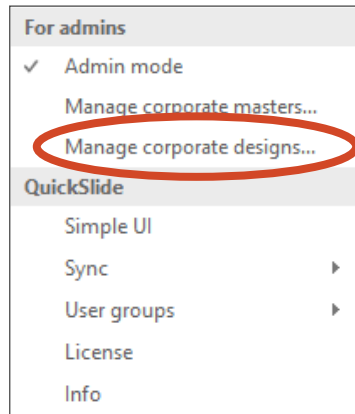 For admins
✓ Admin mode
Manage corporate masters...
Manage corporate designs...
QuickSlide
Simple UI
Sync
User groups
License
Info